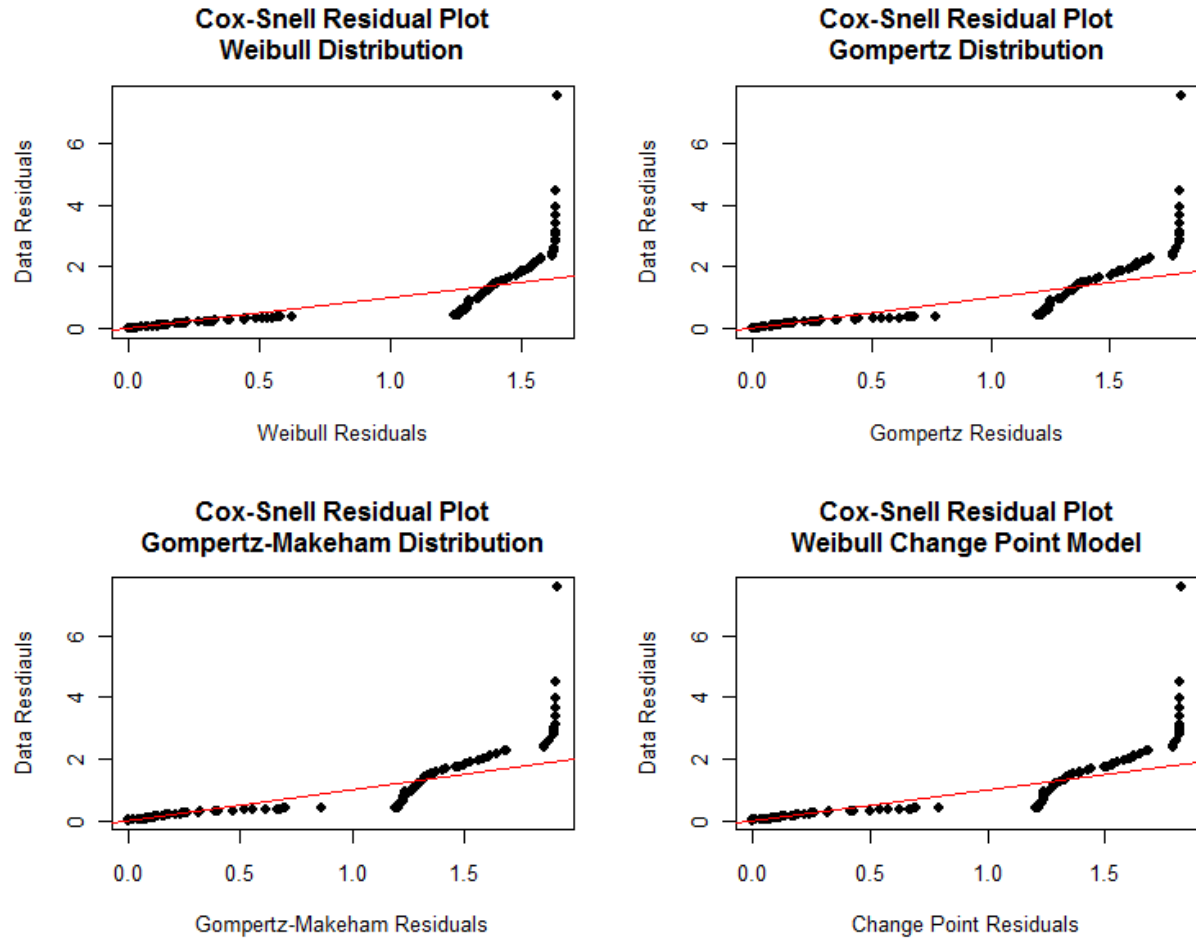 Cox-Snell Residual Plot
Weibull Distribution
Data Residuals
6
4
2
0
0.0 0.5 1.0 1.5
Weibull Residuals
Cox-Snell Residual Plot
Gompertz Distribution
Data Resdiauls
6
4
2
0
0.0 0.5 1.0 1.5
Gompertz Residuals
Cox-Snell Residual Plot
Gompertz-Makeham Distribution
Data Resdiauls
6
4
2
0
0.0 0.5 1.0 1.5
Gompertz-Makeham Residuals
Cox-Snell Residual Plot
Weibull Change Point Model
Data Resdiauls
6
4
2
0
0.0 0.5 1.0 1.5
Change Point Residuals